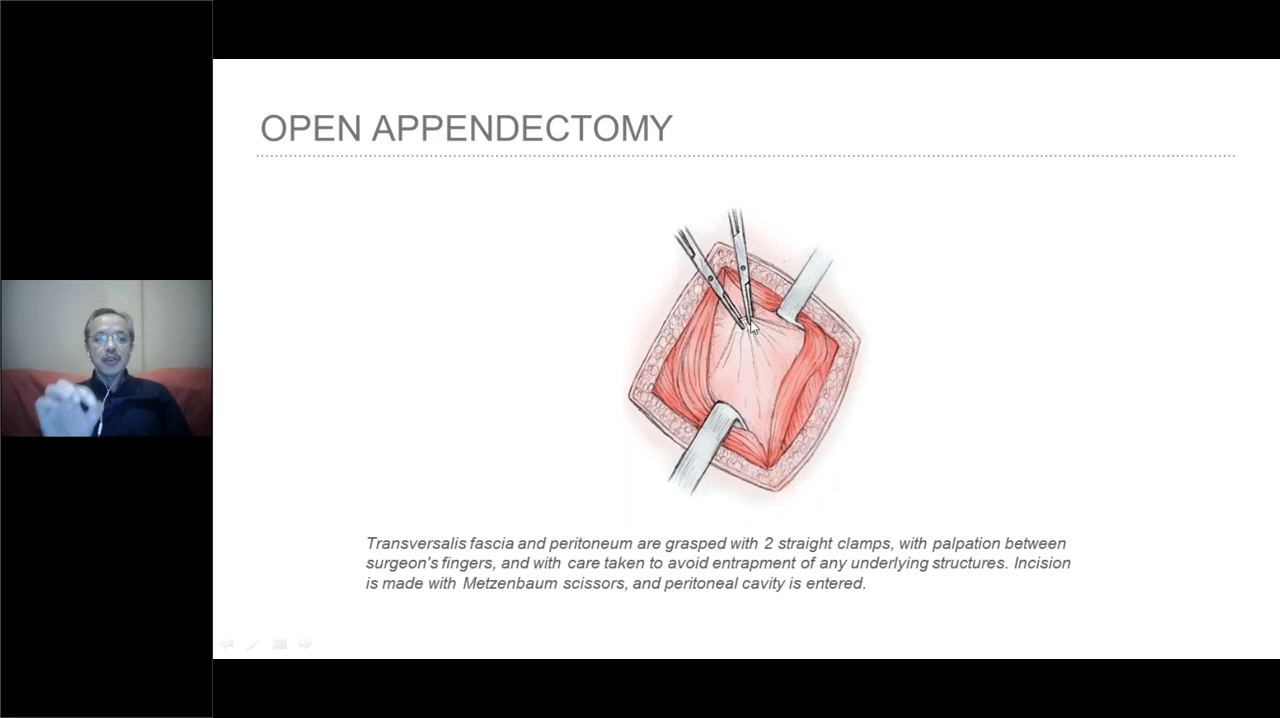 OPEN APPENDECTOMY
Transversalis fascia and peritoneum are grasped with 2 straight clamps, with palpation between
surgeon's fingers, and with care taken to avoid entrapment of any underlying structures. Incision
is made with Metzenbaum scissors, and peritoneal cavity is entered.